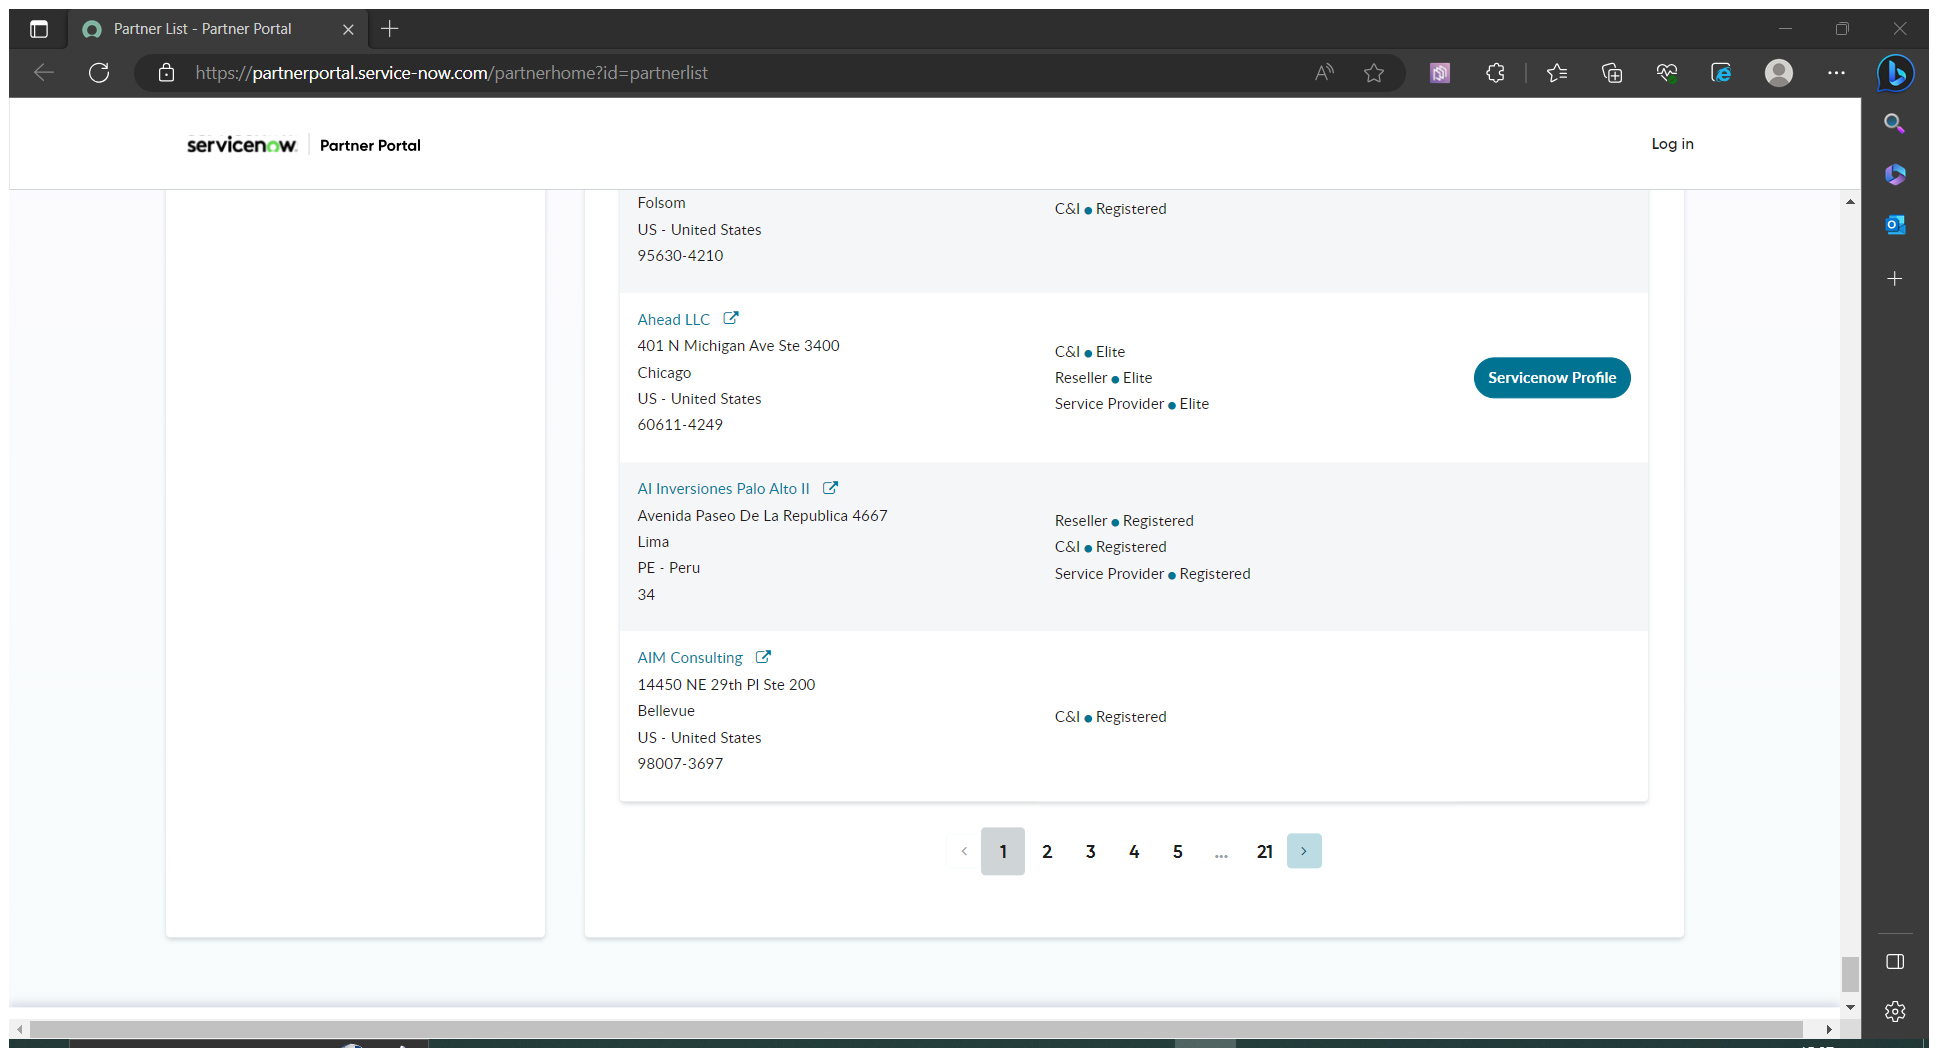 Partner List - Partner Portal
https://partnerportal.service-now.com/partnerhome?id=partnerlist
servicenow
Partner Portal
Log in
Folsom
US - United States
95630-4210
C&I ● Registered
Ahead LLC
401 N Michigan Ave Ste 3400
Chicago
US - United States
60611-4249
C&I ● Elite
Reseller ● Elite
Service Provider ● Elite
Servicenow Profile
AI Inversiones Palo Alto II
Avenida Paseo De La Republica 4667
Lima
PE - Peru
34
Reseller ● Registered
C&I ● Registered
Service Provider ● Registered
AIM Consulting
14450 NE 29th Pl Ste 200
Bellevue
US - United States
98007-3697
C&I ● Registered
< 1 2 3 4 5 ... 21 >